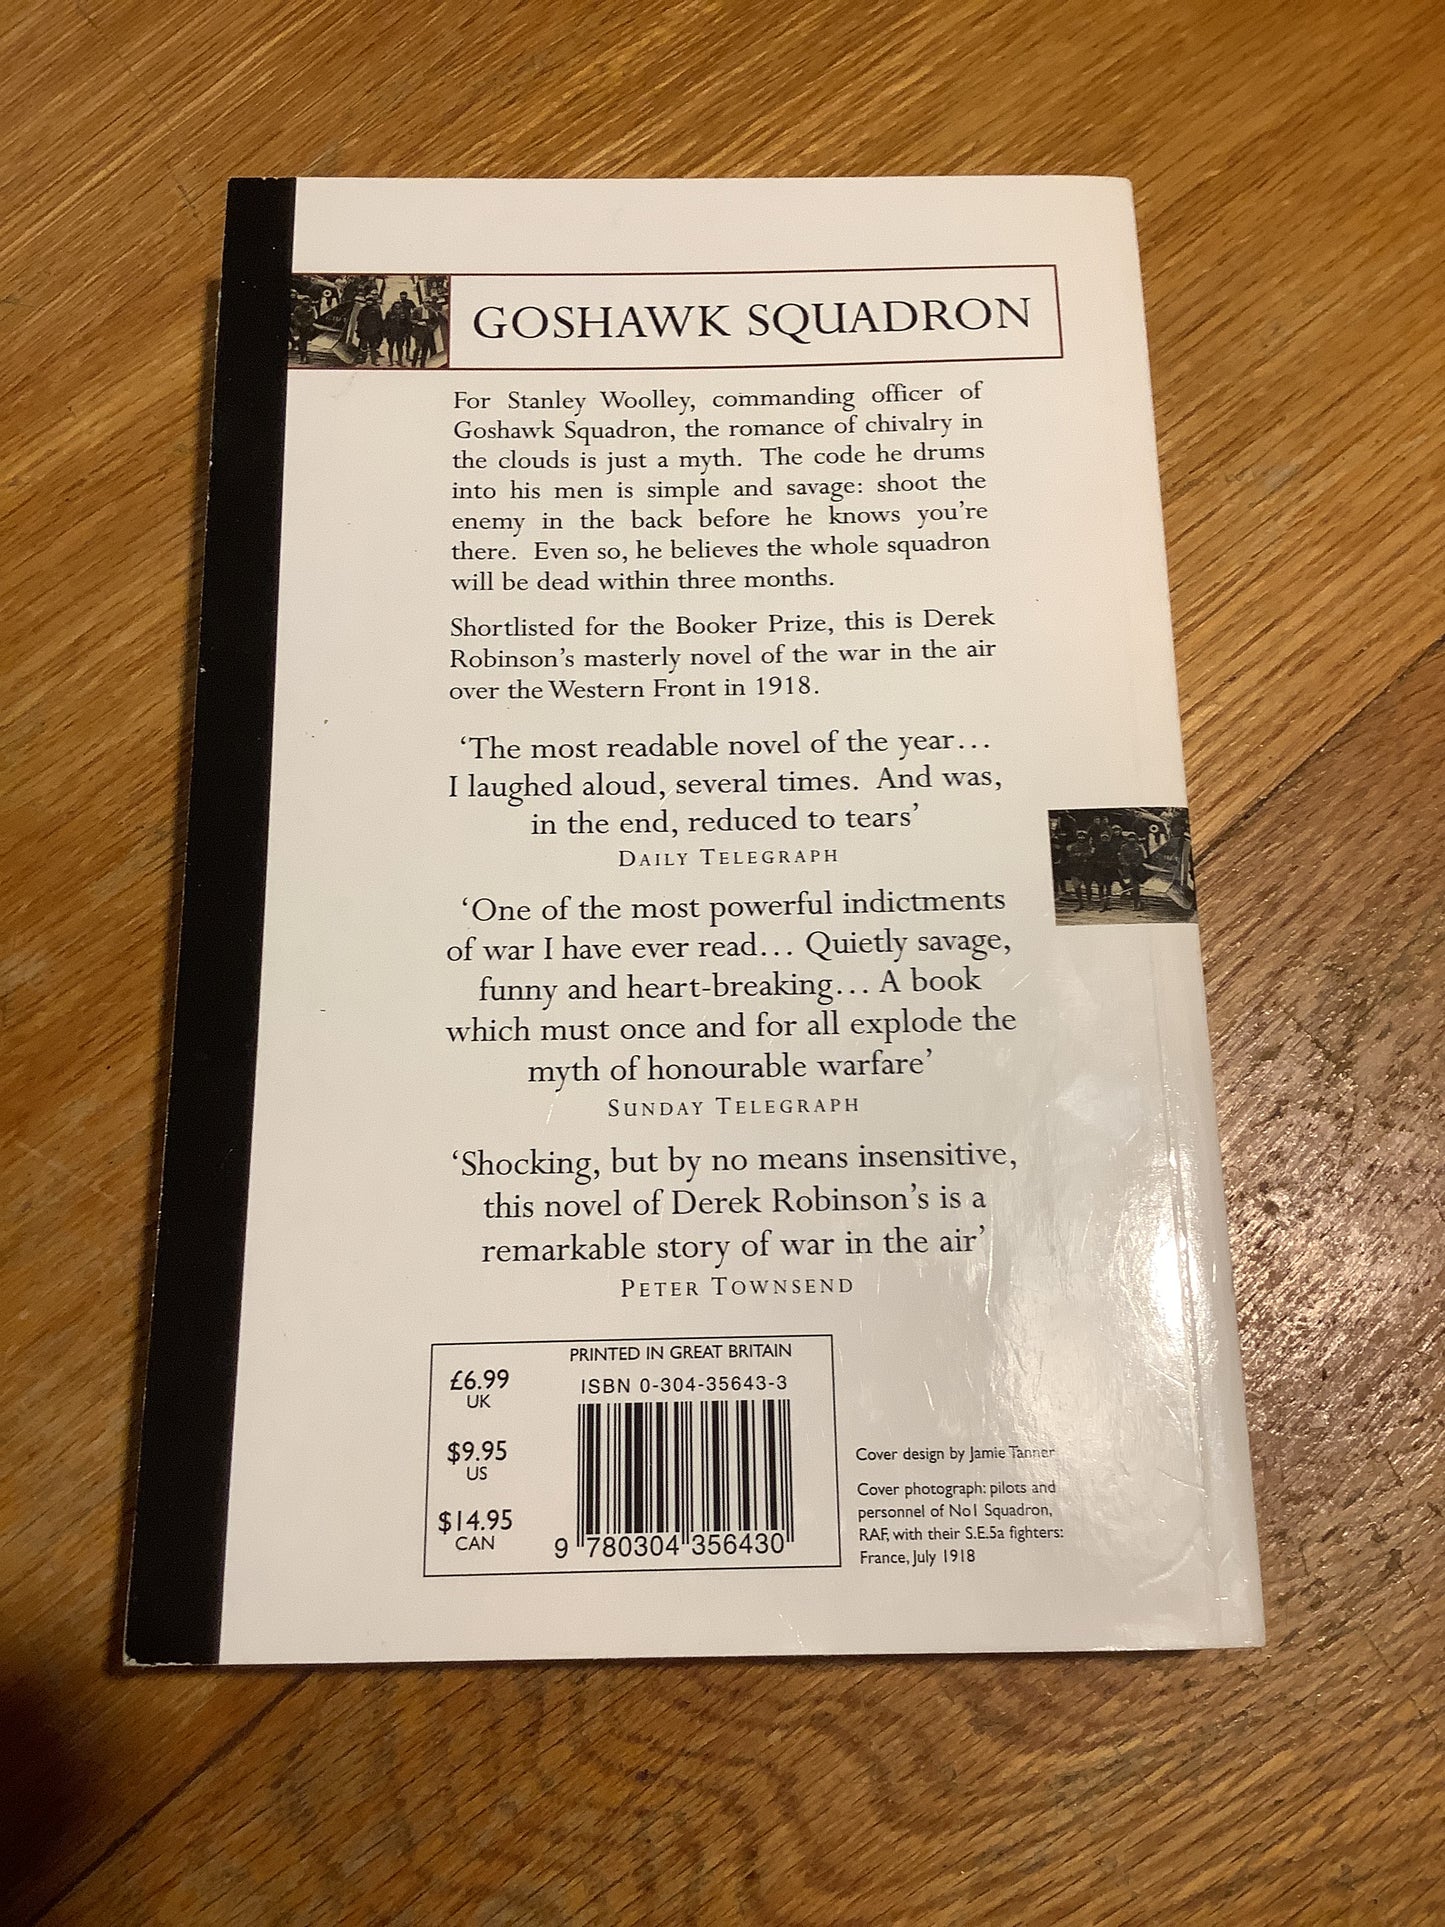 GOSHAWK SQUADRON
For Stanley Woolley, commanding officer of
Goshawk Squadron, the romance of chivalry in
the clouds is just a myth. The code he drums
into his men is simple and savage: shoot the
enemy in the back before he knows you're
there. Even so, he believes the whole squadron
will be dead within three months.
Shortlisted for the Booker Prize, this is Derek
Robinson's masterly novel of the war in the air
over the Western Front in 1918.
‘The most readable novel of the year…
I laughed aloud, several times. And was,
in the end, reduced to tears’
DAILY TELEGRAPH
‘One of the most powerful indictments
of war I have ever read… Quietly savage,
funny and heart-breaking… A book
which must once and for all explode the
myth of honourable warfare’
SUNDAY TELEGRAPH
‘Shocking, but by no means insensitive,
this novel of Derek Robinson's is a
remarkable story of war in the air’
PETER TOWNSEND
PRINTED IN GREAT BRITAIN
ISBN 0-304-35643-3
£6.99
UK
$9.95
US
$14.95
CAN
9 780304 356430
Cover design by Jamie Tanner
Cover photograph: pilots and
personnel of No1 Squadron,
RAF, with their S.E.5a fighters:
France, July 1918